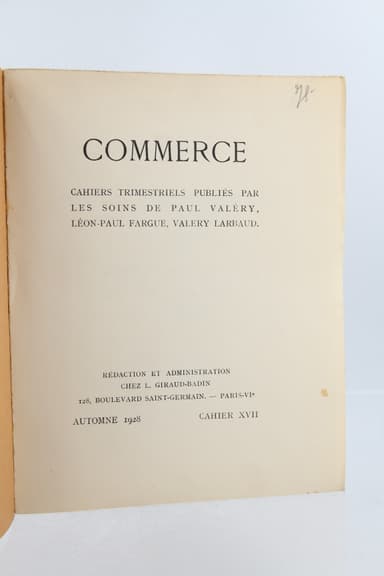 COMMERCE
CAHIERS TRIMESTRIELS PUBLIÉS PAR
LES SOINS DE PAUL VALÉRY,
LÉON-PAUL FARGUE, VALERY LARBAUD.
RÉDACTION ET ADMINISTRATION
CHEZ L. GIRAUD-BADIN
128, BOULEVARD SAINT-GERMAIN. — PARIS-VIᵉ
AUTOMNE 1928 CAHIER XVII